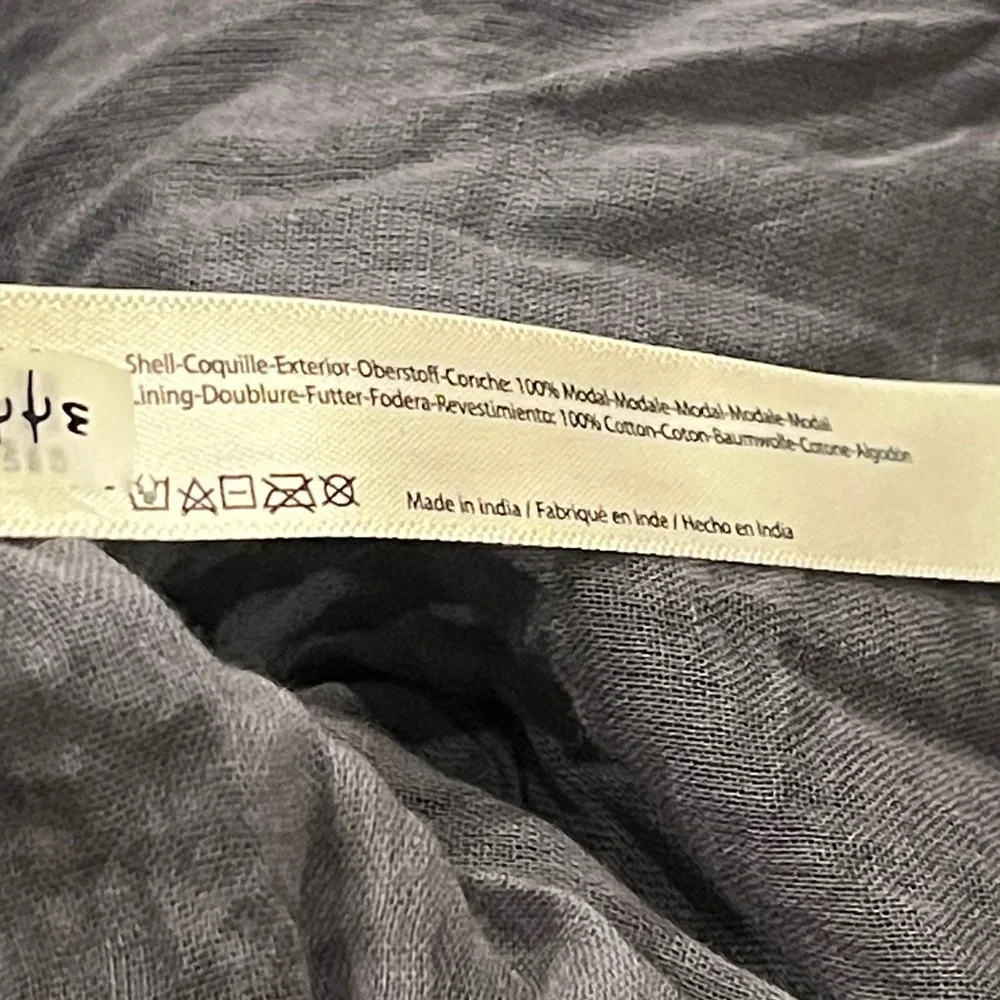 Shell-Coquille-Exterior-Oberstoff-Conche: 100% Modal-Modale-Modal-Modale-Modal
Lining-Doublure-Futter-Fodera-Revestimiento: 100% Cotton-Coton-Baumwolle-Cotone-Algodón
Made in india / Fabriqué en Inde / Hecho en India